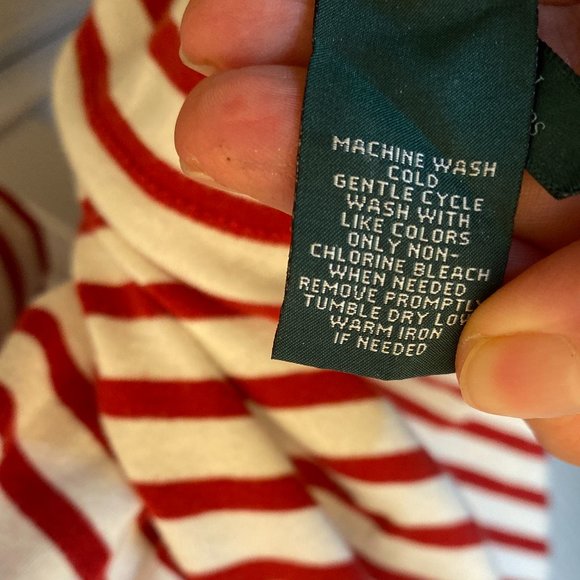 MACHINE WASH
COLD
GENTLE CYCLE
WASH WITH
LIKE COLORS
ONLY NON-
CHLORINE BLEACH
WHEN NEEDED
REMOVE PROMPTLY
TUMBLE DRY LOW
WARM IRON
IF NEEDED